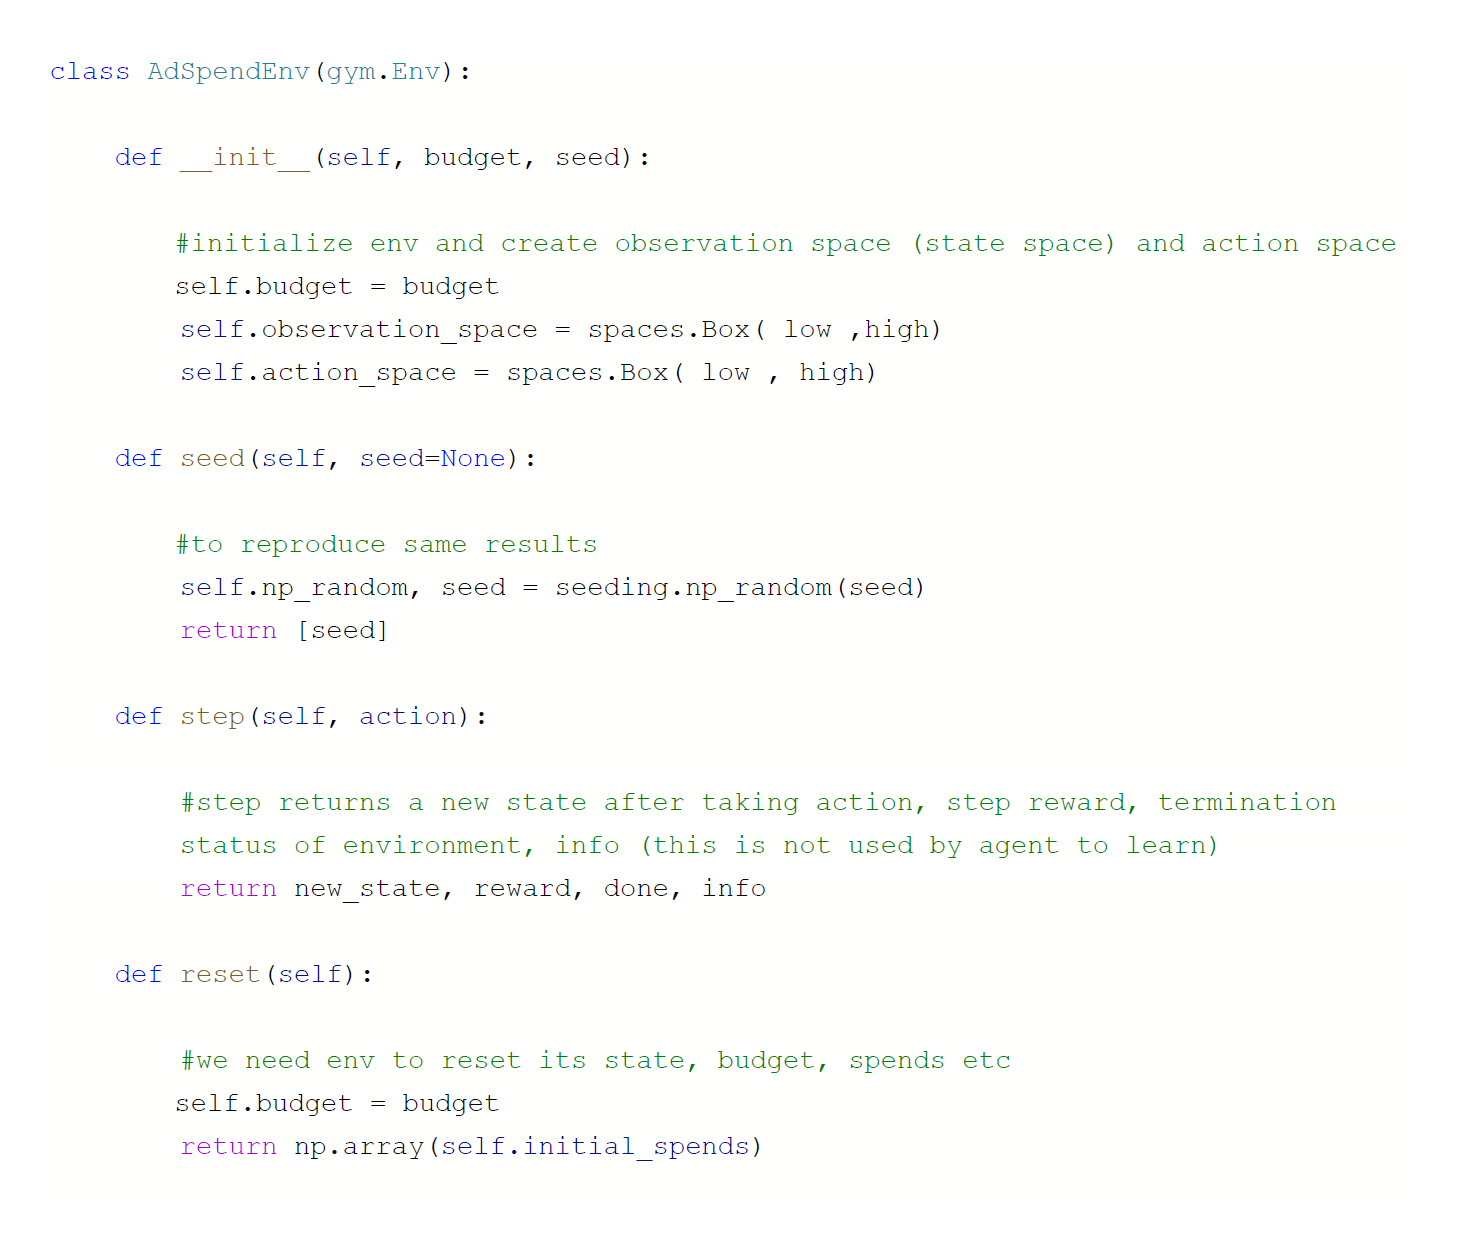 class AdSpendEnv(gym.Env):
def __init__(self, budget, seed):
#initialize env and create observation space (state space) and action space
self.budget = budget
self.observation_space = spaces.Box( low ,high)
self.action_space = spaces.Box( low , high)
def seed(self, seed=None):
#to reproduce same results
self.np_random, seed = seeding.np_random(seed)
return [seed]
def step(self, action):
#step returns a new state after taking action, step reward, termination
status of environment, info (this is not used by agent to learn)
return new_state, reward, done, info
def reset(self):
#we need env to reset its state, budget, spends etc
self.budget = budget
return np.array(self.initial_spends)